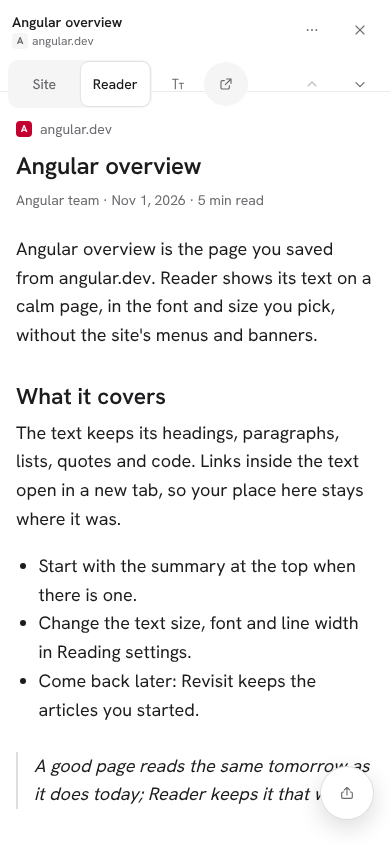 Angular overview
A angular.dev
Site Reader Tт
A angular.dev
Angular overview
Angular team · Nov 1, 2026 · 5 min read
Angular overview is the page you saved
from angular.dev. Reader shows its text on a
calm page, in the font and size you pick,
without the site's menus and banners.
What it covers
The text keeps its headings, paragraphs,
lists, quotes and code. Links inside the text
open in a new tab, so your place here stays
where it was.
• Start with the summary at the top when
there is one.
• Change the text size, font and line width
in Reading settings.
• Come back later: Revisit keeps the
articles you started.
A good page reads the same tomorrow as
it does today; Reader keeps it that